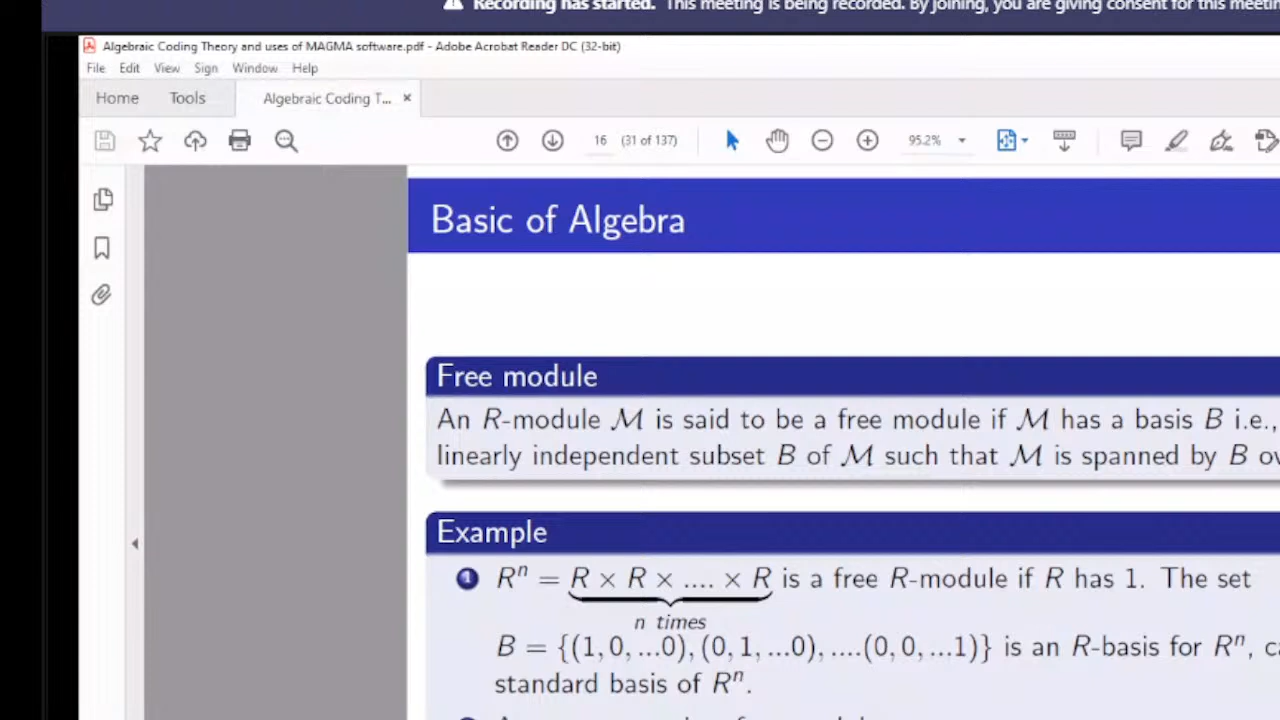 Recording has started. This meeting is being recorded. By joining, you are giving consent for this
Algebraic Coding Theory and uses of MAGMA software.pdf - Adobe Acrobat Reader DC (32-bit)
File Edit View Sign Window Help
Home Tools Algebraic Coding T... ×
16 (31 of 137) 95.2%
Basic of Algebra
Free module
An R-module M is said to be a free module if M has a basis B i.e.,
linearly independent subset B of M such that M is spanned by B
Example
1 Rⁿ = R × R × .... × R is a free R-module if R has 1. The set
n times
B = {(1, 0, ...0), (0, 1, ...0), ....(0, 0, ...1)} is an R-basis for Rⁿ,
standard basis of Rⁿ.